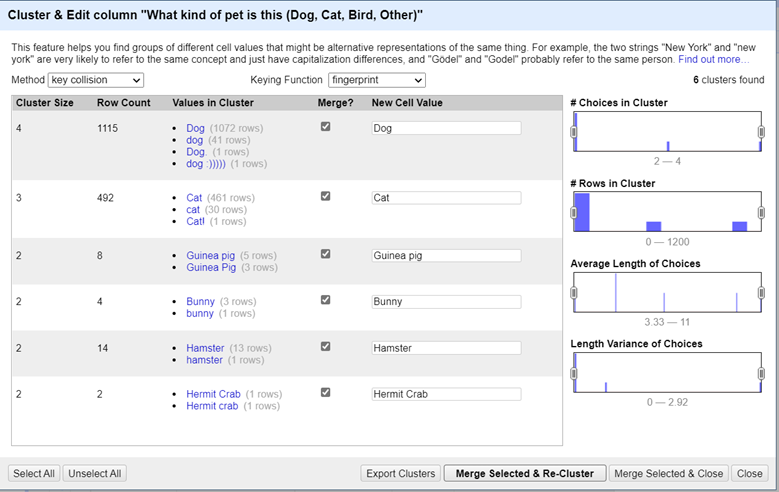 Cluster & Edit column "What kind of pet is this (Dog, Cat, Bird, Other)"
This feature helps you find groups of different cell values that might be alternative representations of the same thing. For example, the two strings "New York" and "new
york" are very likely to refer to the same concept and just have capitalization differences, and "Gödel" and "Godel" probably refer to the same person. Find out more...
Method key collision Keying Function fingerprint 6 clusters found
Cluster Size Row Count Values in Cluster Merge? New Cell Value
4 1115 Dog (1072 rows) Dog
dog (41 rows)
Dog. (1 rows)
dog :))))) (1 rows)
3 492 Cat (461 rows) Cat
cat (30 rows)
Cat! (1 rows)
2 8 Guinea pig (5 rows) Guinea pig
Guinea Pig (3 rows)
2 4 Bunny (3 rows) Bunny
bunny (1 rows)
2 14 Hamster (13 rows) Hamster
hamster (1 rows)
2 2 Hermit Crab (1 rows) Hermit Crab
Hermit crab (1 rows)
# Choices in Cluster
2 — 4
# Rows in Cluster
0 — 1200
Average Length of Choices
3.33 — 11
Length Variance of Choices
0 — 2.92
Select All Unselect All Export Clusters Merge Selected & Re-Cluster Merge Selected & Close Close